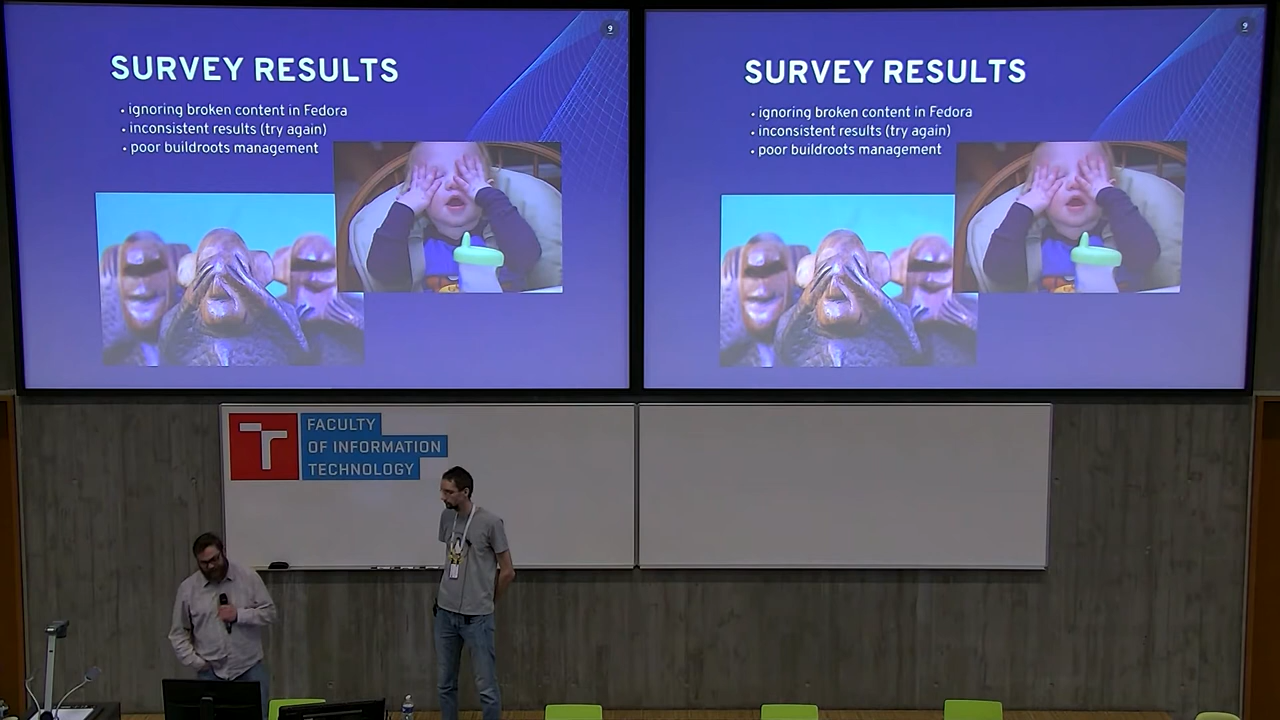 9
SURVEY RESULTS
• ignoring broken content in Fedora
• inconsistent results (try again)
• poor buildroots management
9
SURVEY RESULTS
• ignoring broken content in Fedora
• inconsistent results (try again)
• poor buildroots management
T
FACULTY
OF INFORMATION
TECHNOLOGY